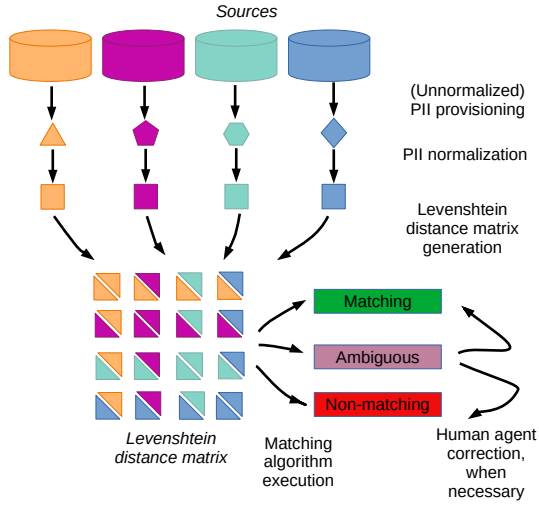 Sources
(Unnormalized)
PII provisioning
PII normalization
Levenshtein
distance matrix
generation
Matching
Ambiguous
Non-matching
Levenshtein
distance matrix
Matching
algorithm
execution
Human agent
correction,
when
necessary